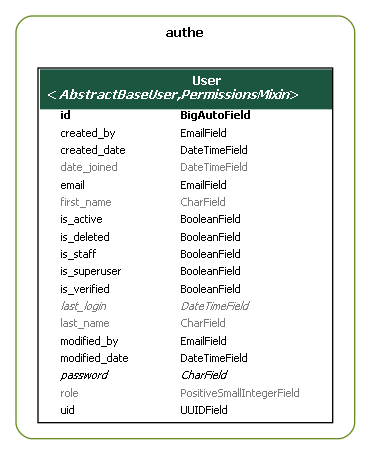 authe
User
<AbstractBaseUser,PermissionsMixin>
id BigAutoField
created_by EmailField
created_date DateTimeField
date_joined DateTimeField
email EmailField
first_name CharField
is_active BooleanField
is_deleted BooleanField
is_staff BooleanField
is_superuser BooleanField
is_verified BooleanField
last_login DateTimeField
last_name CharField
modified_by EmailField
modified_date DateTimeField
password CharField
role PositiveSmallIntegerField
uid UUIDField